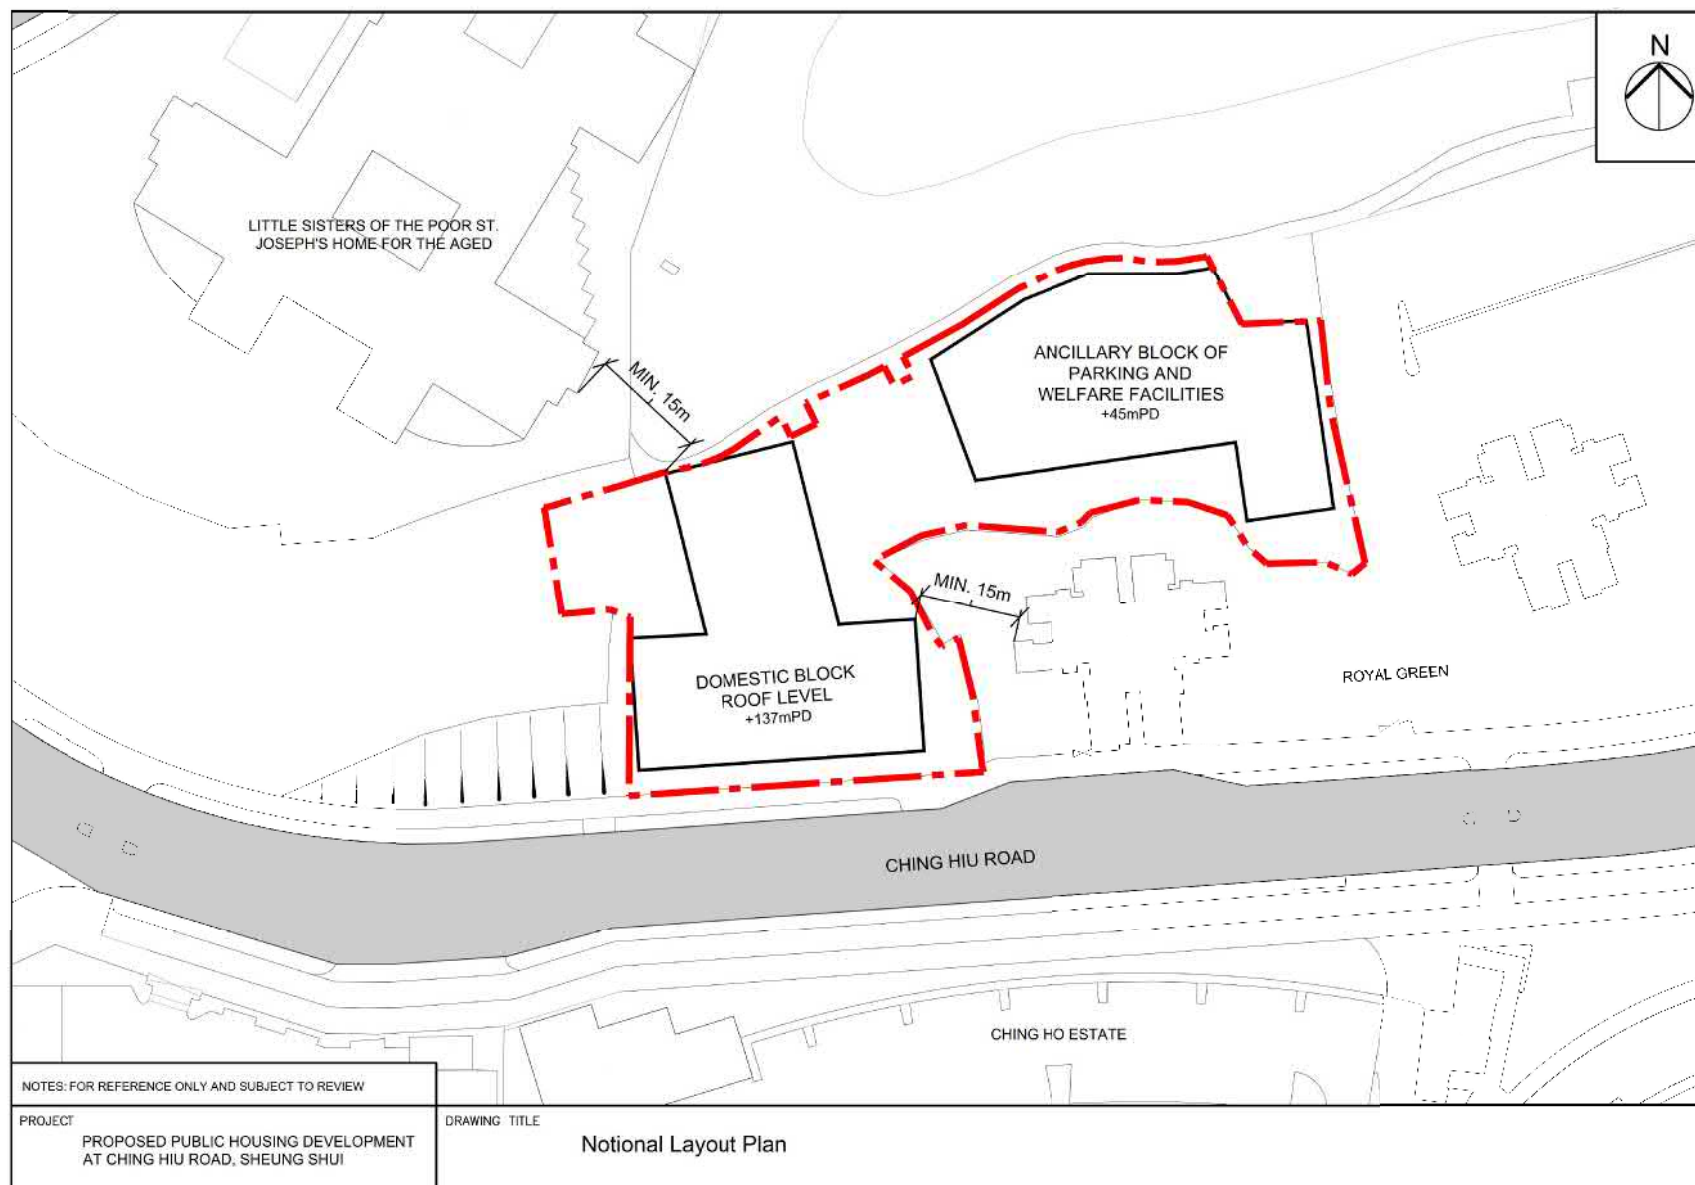 N
LITTLE SISTERS OF THE POOR ST.
JOSEPH'S HOME FOR THE AGED
MIN. 15m
ANCILLARY BLOCK OF
PARKING AND
WELFARE FACILITIES
+45mPD
MIN. 15m
DOMESTIC BLOCK
ROOF LEVEL
+137mPD
ROYAL GREEN
CHING HIU ROAD
CHING HO ESTATE
NOTES: FOR REFERENCE ONLY AND SUBJECT TO REVIEW
PROJECT
PROPOSED PUBLIC HOUSING DEVELOPMENT
AT CHING HIU ROAD, SHEUNG SHUI
DRAWING TITLE
Notional Layout Plan